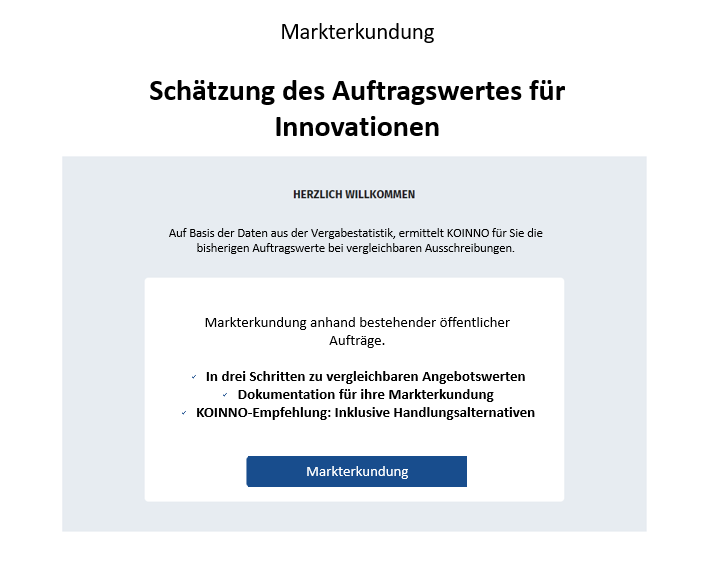 Markterkundung
Schätzung des Auftragswertes für
Innovationen
HERZLICH WILLKOMMEN
Auf Basis der Daten aus der Vergabestatistik, ermittelt KOINNO für Sie die
bisherigen Auftragswerte bei vergleichbaren Ausschreibungen.
Markterkundung anhand bestehender öffentlicher
Aufträge.
✓ In drei Schritten zu vergleichbaren Angebotswerten
✓ Dokumentation für ihre Markterkundung
✓ KOINNO-Empfehlung: Inklusive Handlungsalternativen
Markterkundung